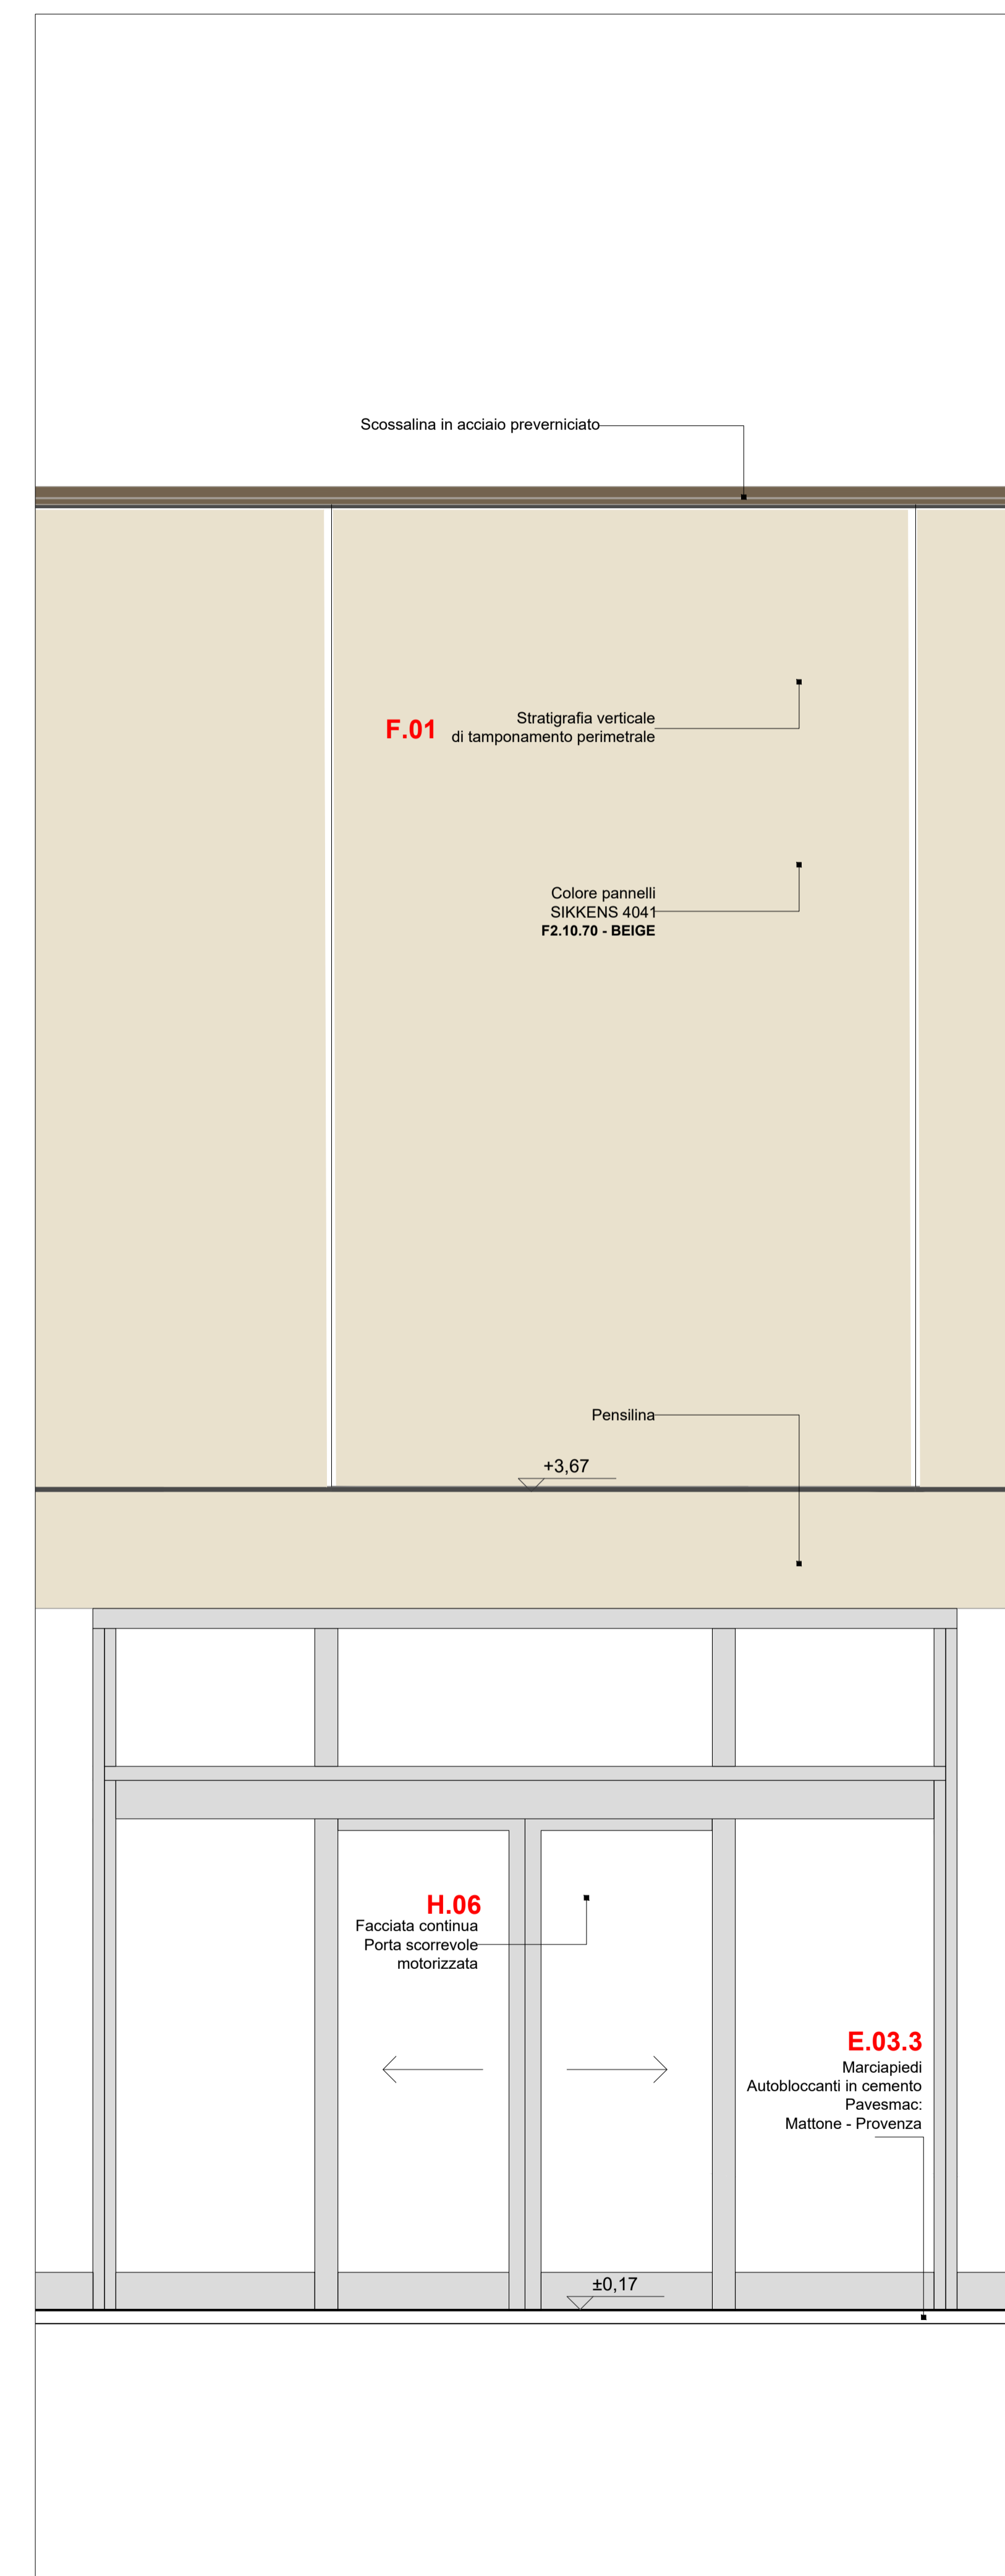 Scossalina in acciaio preverniciato
F.01
Stratigrafia verticale
di tamponamento perimetrale
Colore pannelli
SIKKENS 4041
F2.10.70 - BEIGE
Pensilina
+3,67
H.06
Facciata continua
Porta scorrevole
motorizzata
E.03.3
Marciapiedi
Autobloccanti in cemento
Pavesmac:
Mattone - Provenza
±0,17